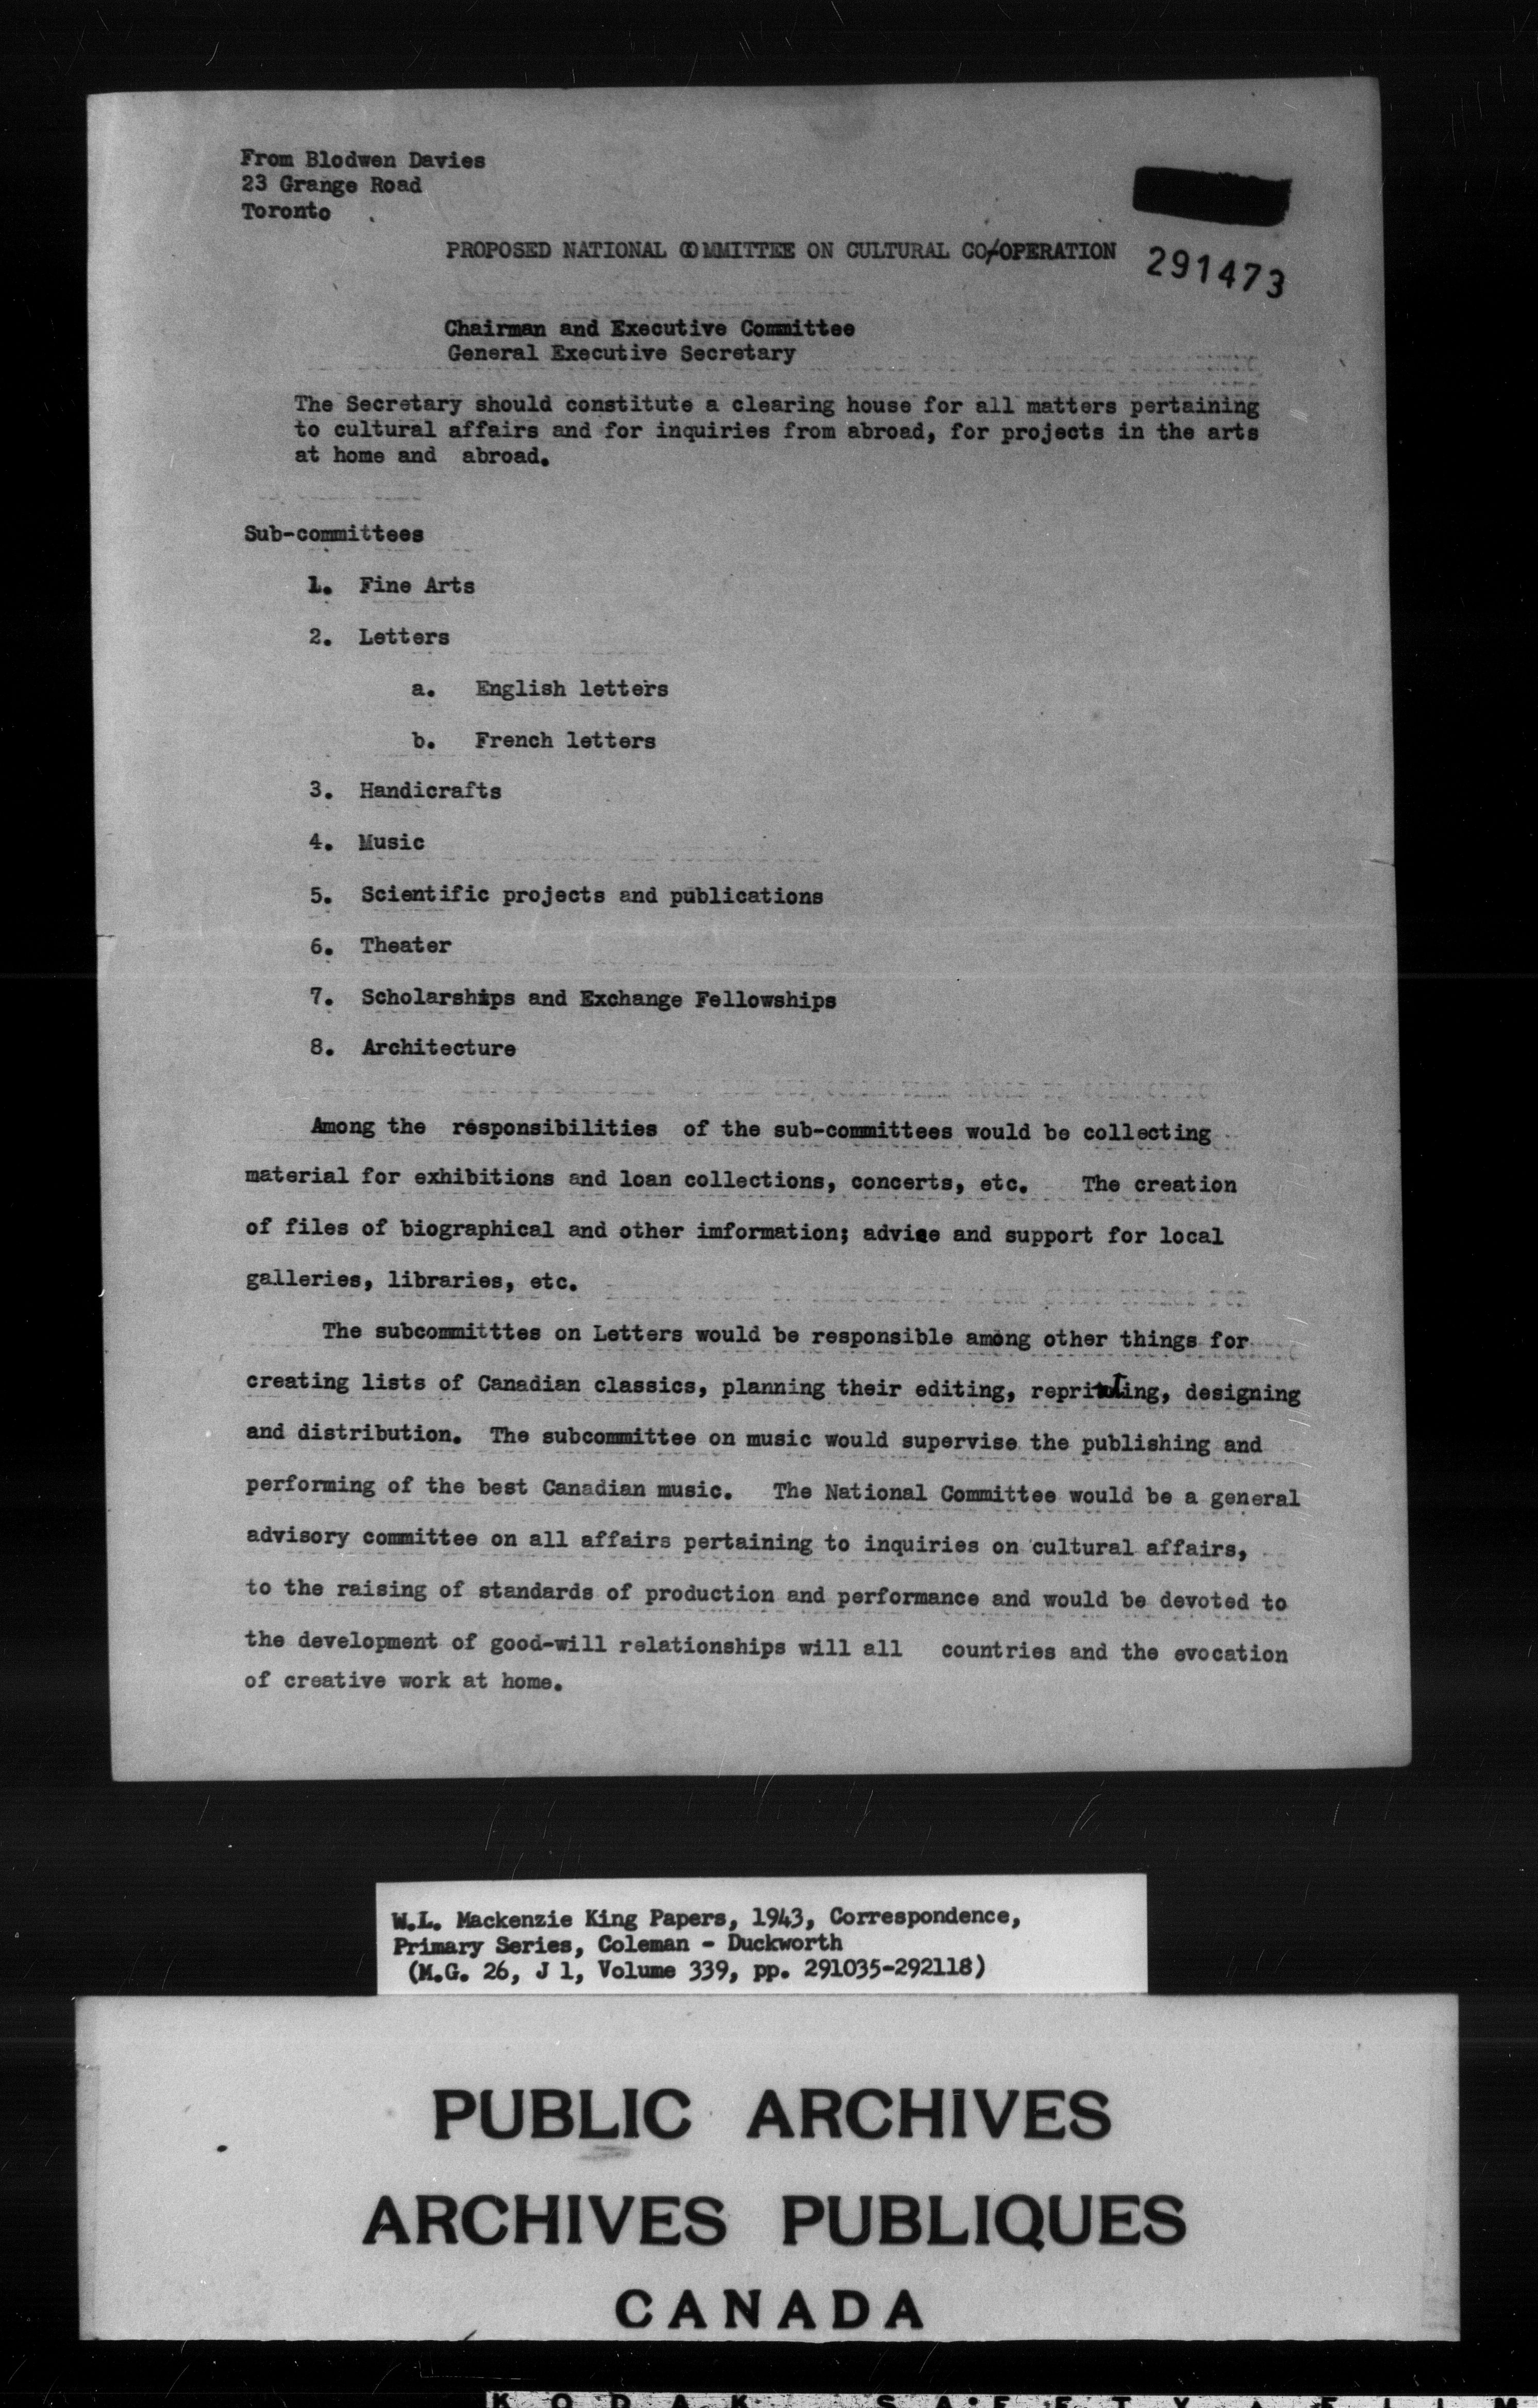 From Blodwen Davies
23 Grange Road
Toronto
PROPOSED NATIONAL COMMITTEE ON CULTURAL CO-OPERATION
291473
Chairman and Executive Committee
General Executive Secretary
The Secretary should constitute a clearing house for all matters pertaining
to cultural affairs and for inquiries from abroad, for projects in the arts
at home and abroad.
Sub-committees
1. Fine Arts
2. Letters
a. English letters
b. French letters
3. Handicrafts
4. Music
5. Scientific projects and publications
6. Theater
7. Scholarships and Exchange Fellowships
8. Architecture
Among the responsibilities of the sub-committees would be collecting
material for exhibitions and loan collections, concerts, etc. The creation
of files of biographical and other imformation; advice and support for local
galleries, libraries, etc.
The subcommitttes on Letters would be responsible among other things for
creating lists of Canadian classics, planning their editing, reprinting, designing
and distribution. The subcommittee on music would supervise the publishing and
performing of the best Canadian music. The National Committee would be a general
advisory committee on all affairs pertaining to inquiries on cultural affairs,
to the raising of standards of production and performance and would be devoted to
the development of good-will relationships will all countries and the evocation
of creative work at home.
W.L. Mackenzie King Papers, 1943, Correspondence,
Primary Series, Coleman - Duckworth
(M.G. 26, J 1, Volume 339, pp. 291035-292118)
PUBLIC ARCHIVES
ARCHIVES PUBLIQUES
CANADA
KODAK SAFETY FILM